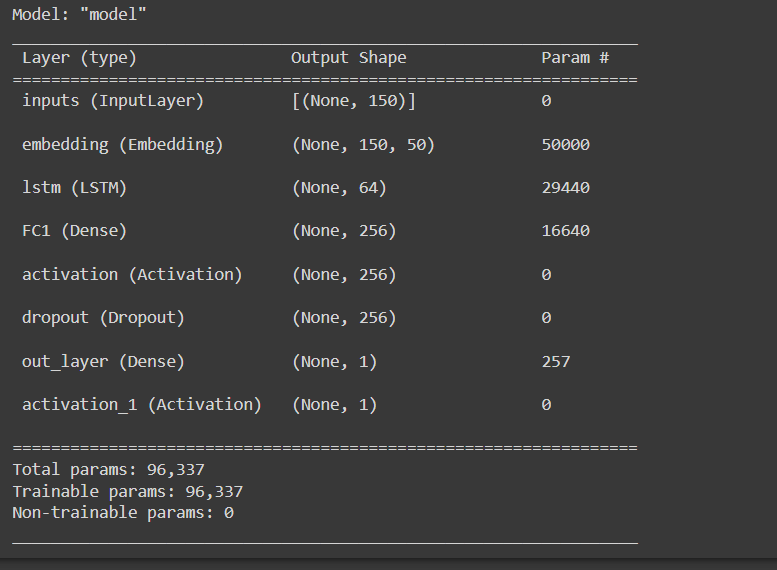 Model: "model"
_________________________________________________________________
Layer (type)                Output Shape              Param #
=================================================================
inputs (InputLayer)         [(None, 150)]             0
embedding (Embedding)       (None, 150, 50)           50000
lstm (LSTM)                 (None, 64)                29440
FC1 (Dense)                 (None, 256)               16640
activation (Activation)     (None, 256)               0
dropout (Dropout)           (None, 256)               0
out_layer (Dense)           (None, 1)                 257
activation_1 (Activation)   (None, 1)                 0
=================================================================
Total params: 96,337
Trainable params: 96,337
Non-trainable params: 0
_________________________________________________________________